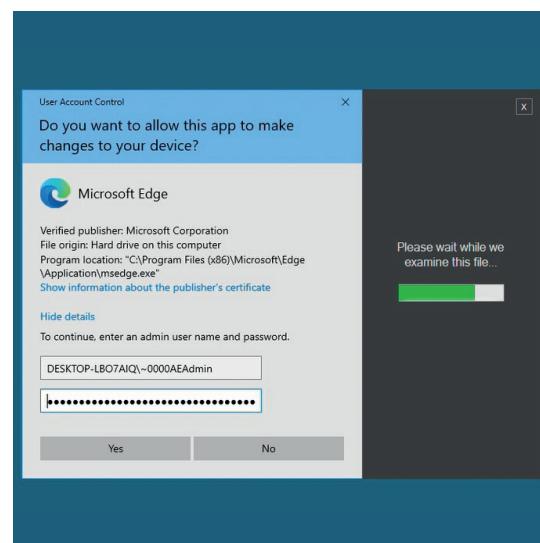 User Account Control
Do you want to allow this app to make
changes to your device?
Microsoft Edge
Verified publisher: Microsoft Corporation
File origin: Hard drive on this computer
Program location: "C:\Program Files (x86)\Microsoft\Edge
\Application\msedge.exe"
Show information about the publisher's certificate
Hide details
To continue, enter an admin user name and password.
DESKTOP-LBO7AIQ\~0000AEAdmin
Yes
No
X
Please wait while we
examine this file...